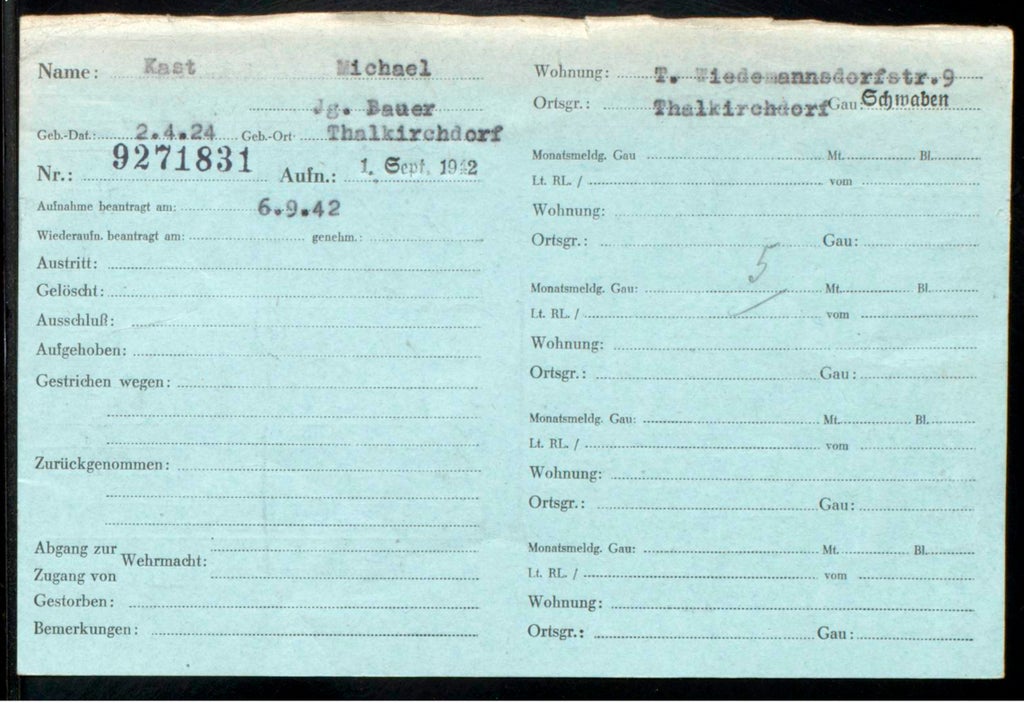 Name: Kast Michael
Jg. Bauer
Geb.-Dat.: 2.4.24 Geb.-Ort Thalkirchdorf
Nr.: 9271831 Aufn.: 1. Sept. 1942
Aufnahme beantragt am: 6.9.42
Wiederaufn. beantragt am: genehm.:
Austritt:
Gelöscht:
Ausschluß:
Aufgehoben:
Gestrichen wegen:
Zurückgenommen:
Abgang zur
Wehrmacht:
Zugang von
Gestorben:
Bemerkungen:
Wohnung: T. Wiedemannsdorfstr.9
Ortsgr.: Thalkirchdorf Gau Schwaben
Monatsmeldg. Gau Mt. Bl.
Lt. RL. / vom
Wohnung:
Ortsgr.: Gau:
5
Monatsmeldg. Gau: Mt. Bl.
Lt. RL. / vom
Wohnung:
Ortsgr.: Gau:
Monatsmeldg. Gau: Mt. Bl.
Lt. RL. / vom
Wohnung:
Ortsgr.: Gau:
Monatsmeldg. Gau: Mt. Bl.
Lt. RL. / vom
Wohnung:
Ortsgr.: Gau: